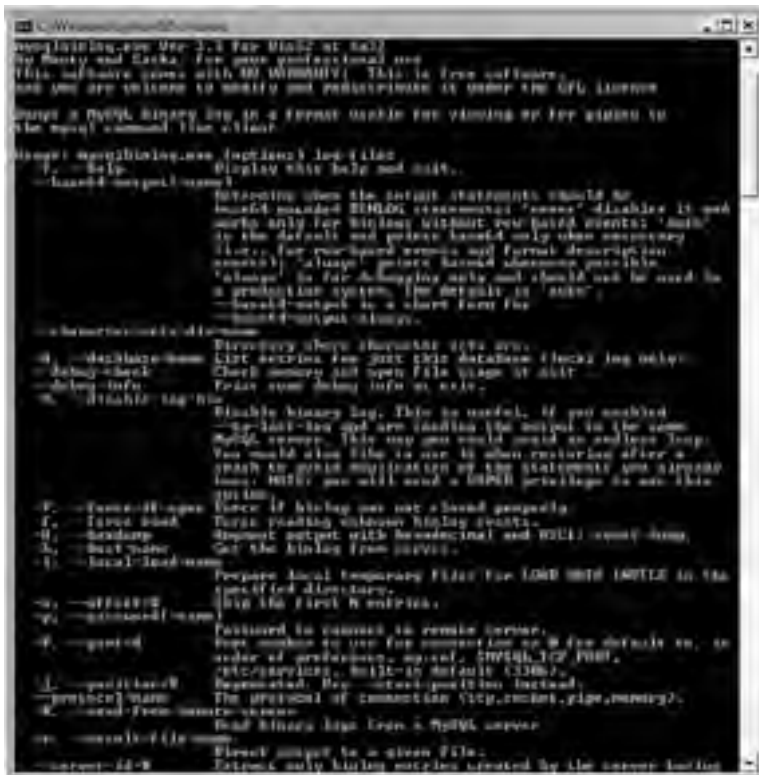 mysqlbinlog.exe Ver 3.3 for Win32 at ia32
By Monty and Sasha, for your professional use
This software comes with NO WARRANTY: This is free software,
and you are welcome to modify and redistribute it under the GPL license
Dumps a MySQL binary log in a format usable for viewing or for piping to
the mysql command line client
Usage: mysqlbinlog.exe [options] log-files
-?, --help Display this help and exit.
--base64-output[=name]
Determine when the output statements should be
base64-encoded BINLOG statements: 'never' disables it and
works only for binlogs without row-based events; 'auto'
is the default and prints base64 only when necessary
events); 'always' prints base64 whenever possible.
'always' is for debugging only and should not be used in
a production system. The default is 'auto'.
--base64-output is a short form for
--base64-output=always.
--character-sets-dir=name
Directory where character sets are.
-d, --database=name List entries for just this database (local log only).
--debug-check Check memory and open file usage at exit
--debug-info Print some debug info at exit.
-D, --disable-log-bin
Disable binary log. This is useful, if you enabled
--to-last-log and are sending the output to the same
MySQL server. This way you could avoid an endless loop.
You would also like to use it when restoring after a
crash to avoid duplication of the statements you already
have. NOTE: you will need a SUPER privilege to use this
option.
-F, --force-if-open Force if binlog was not closed properly.
-f, --force-read Force reading unknown binlog events.
-H, --hexdump Augment output with hexadecimal and ASCII event dump.
-h, --host=name Get the binlog from server.
-l, --local-load=name
Prepare local temporary files for LOAD DATA INFILE in the
specified directory.
-o, --offset=# Skip the first N entries.
-p, --password[=name]
Password to connect to remote server.
-P, --port=# Port number to use for connection or 0 for default to, in
order of preference, my.cnf, $MYSQL_TCP_PORT,
/etc/services, built-in default (3306).
-j, --position=# Deprecated. Use --start-position instead.
--protocol=name The protocol of connection (tcp,socket,pipe,memory).
-R, --read-from-remote-server
Read binary logs from a MySQL server
-r, --result-file=name
Direct output to a given file.
--server-id=# Extract only binlog entries created by the server having